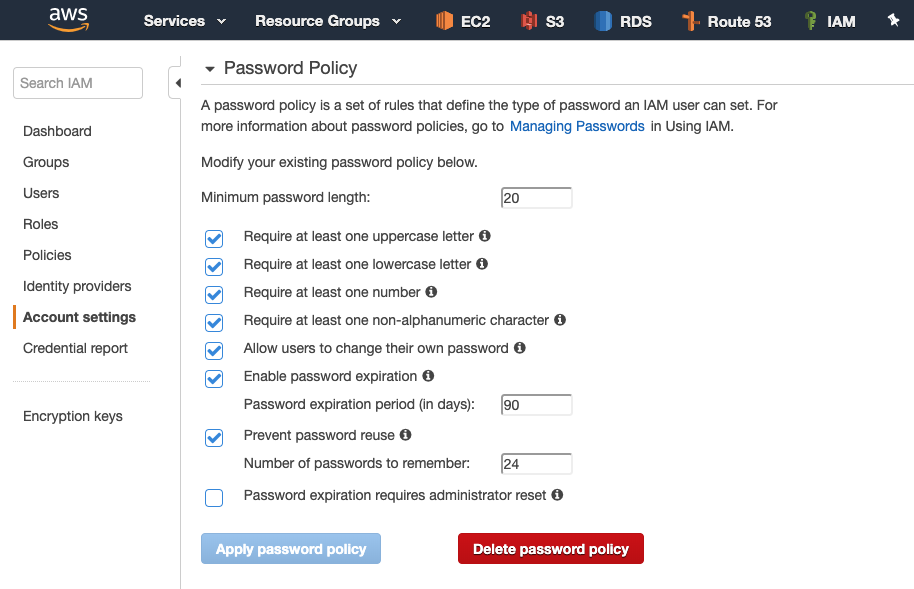 aws Services Resource Groups EC2 S3 RDS Route 53 IAM
Search IAM
Dashboard
Groups
Users
Roles
Policies
Identity providers
Account settings
Credential report
Encryption keys
Password Policy
A password policy is a set of rules that define the type of password an IAM user can set. For
more information about password policies, go to Managing Passwords in Using IAM.
Modify your existing password policy below.
Minimum password length: 20
Require at least one uppercase letter
Require at least one lowercase letter
Require at least one number
Require at least one non-alphanumeric character
Allow users to change their own password
Enable password expiration
Password expiration period (in days): 90
Prevent password reuse
Number of passwords to remember: 24
Password expiration requires administrator reset
Apply password policy Delete password policy